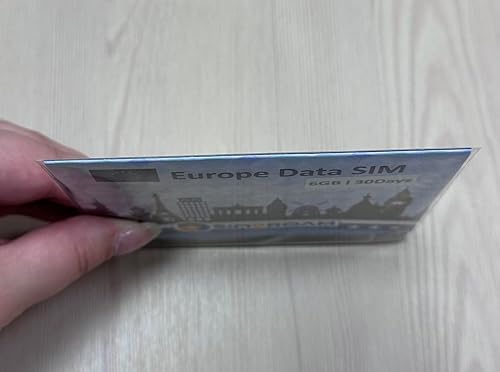 Europe Data SIM
6GB | 30Days